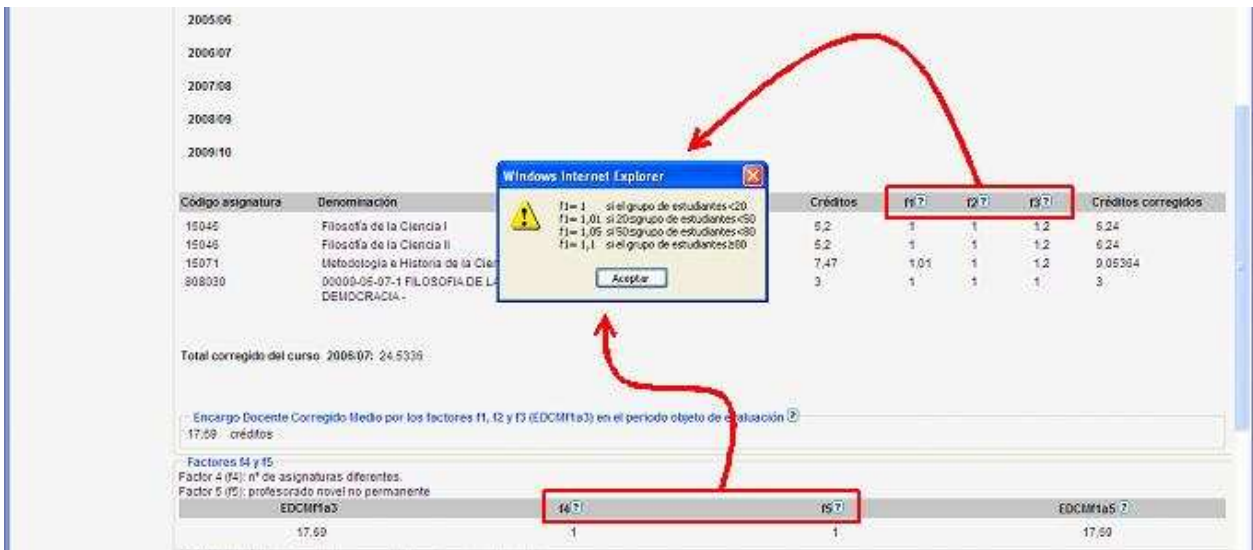 2005/06
2006/07
2007/08
2008/09
2009/10
Windows Internet Explorer
f1= 1 si el grupo de estudiantes<20
f1= 1,01 si 20≤grupo de estudiantes<50
f1= 1,05 si 50≤grupo de estudiantes<80
f1= 1,1 si el grupo de estudiantes≥80
Aceptar
Código asignatura Denominación Créditos f1 ? f2 ? f3 ? Créditos corregidos
15045 Filosofía de la Ciencia I 5,2 1 1 1,2 6,24
15046 Filosofía de la Ciencia II 5,2 1 1 1,2 6,24
15071 Metodología e Historia de la Cien 7,47 1,01 1 1,2 9,05364
808030 00000-05-07-1 FILOSOFIA DE LA 3 1 1 1 3
DEMOCRACIA -
Total corregido del curso 2006/07: 24,5336
Encargo Docente Corregido Medio por los factores f1, f2 y f3 (EDCMf1a3) en el periodo objeto de evaluación ?
17,69 créditos
Factores f4 y f5
Factor 4 (f4): nº de asignaturas diferentes.
Factor 5 (f5): profesorado novel no permanente
EDCMf1a3 f4 ? f5 ? EDCMf1a5 ?
17,69 1 1 17,69